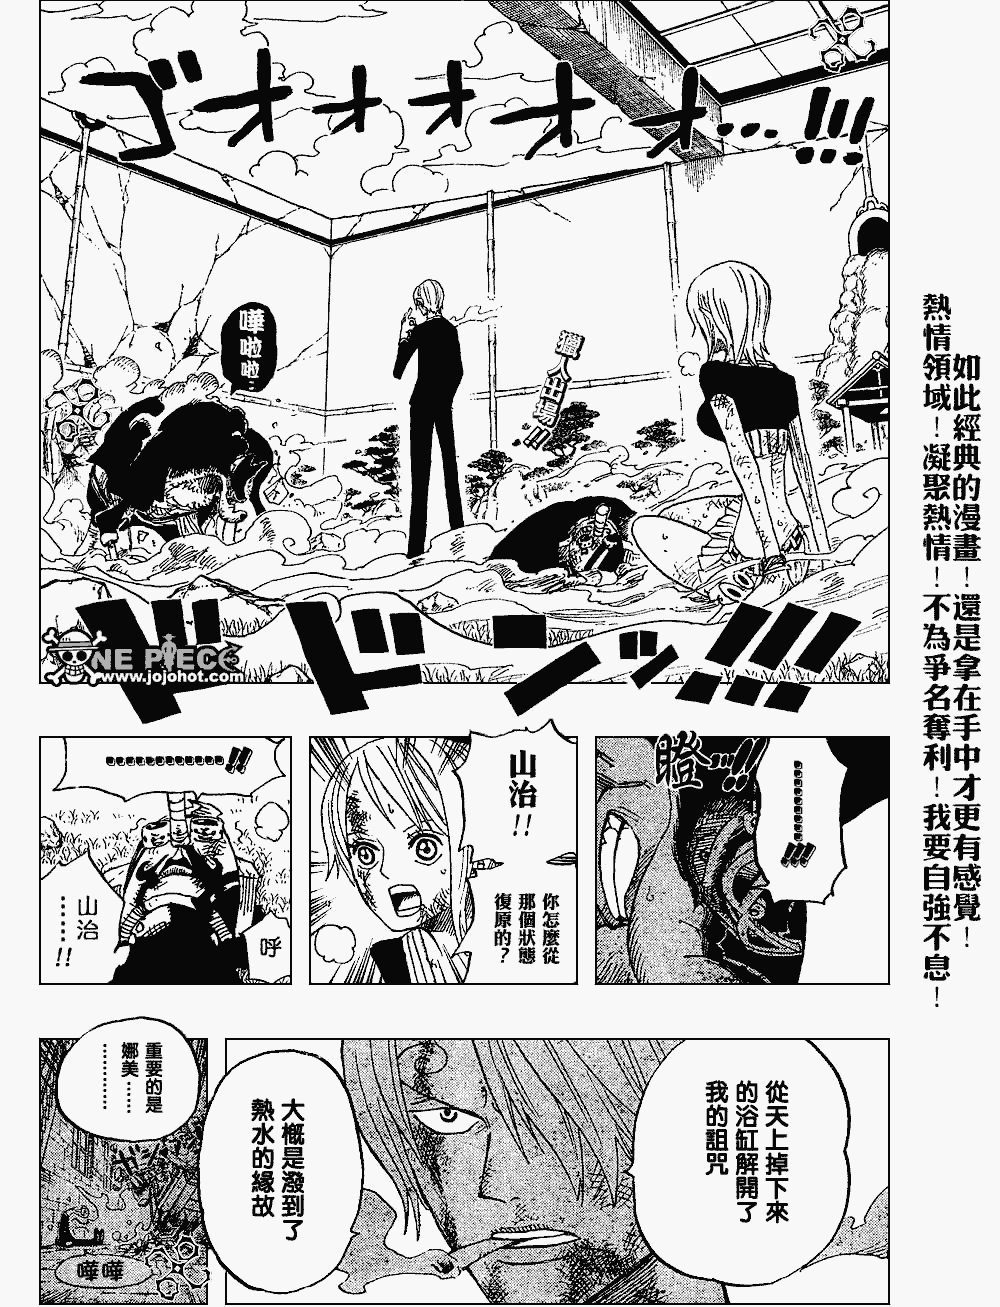 ゴオオオオオ…!!!
嘩啦啦…
獵人出場!!!
ドドドン!!!
ONE PIECE
www.jojohot.com
如此經典的漫畫！還是拿在手中才更有感覺！
熱情領域！凝聚熱情！不為爭名奪利！我要自強不息！
…………!!!
瞪!!!
山治!!
你怎麼從
那個狀態
復原的?
…………!!
呼
山治
……!!
從天上掉下來
的浴缸解開了
我的詛咒
大概是潑到了
熱水的緣故
重要的是
娜美……
…………
嘩嘩